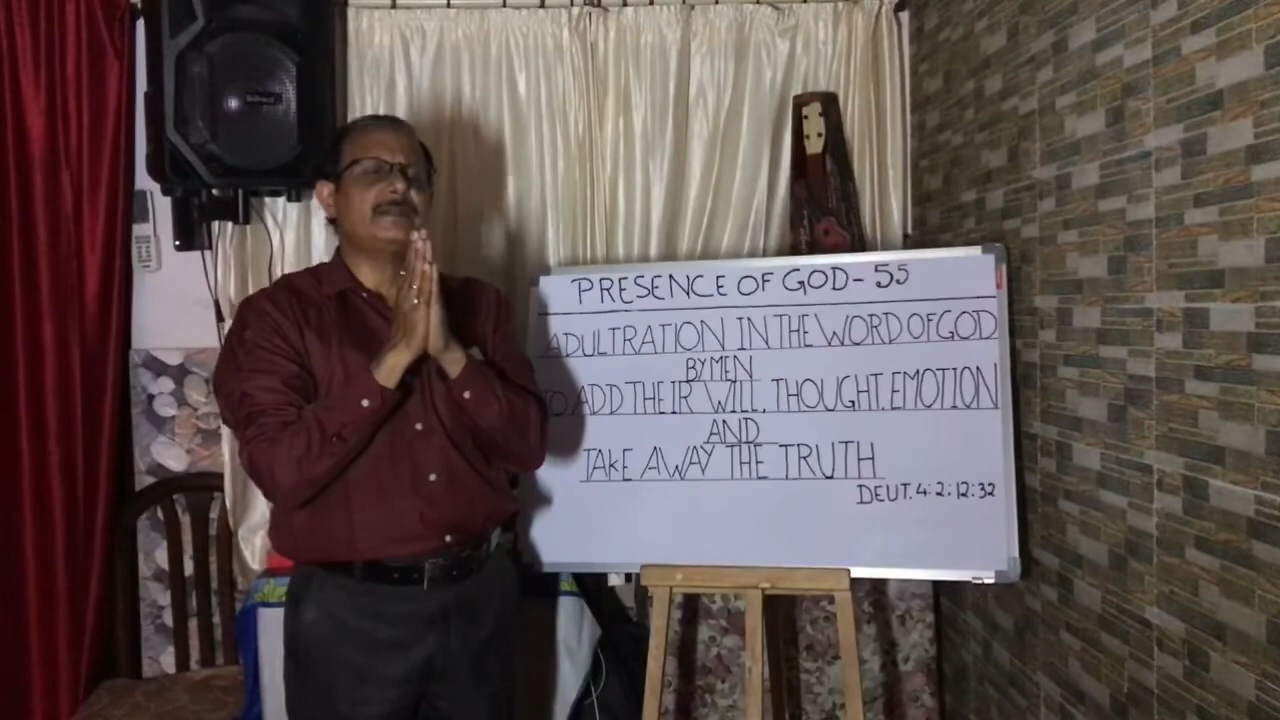 PRESENCE OF GOD - 55
ADULTRATION IN THE WORD OF GOD
BY MEN
TO ADD THEIR WILL, THOUGHT, EMOTION
AND
TAKE AWAY THE TRUTH
DEUT. 4:2; 12:32